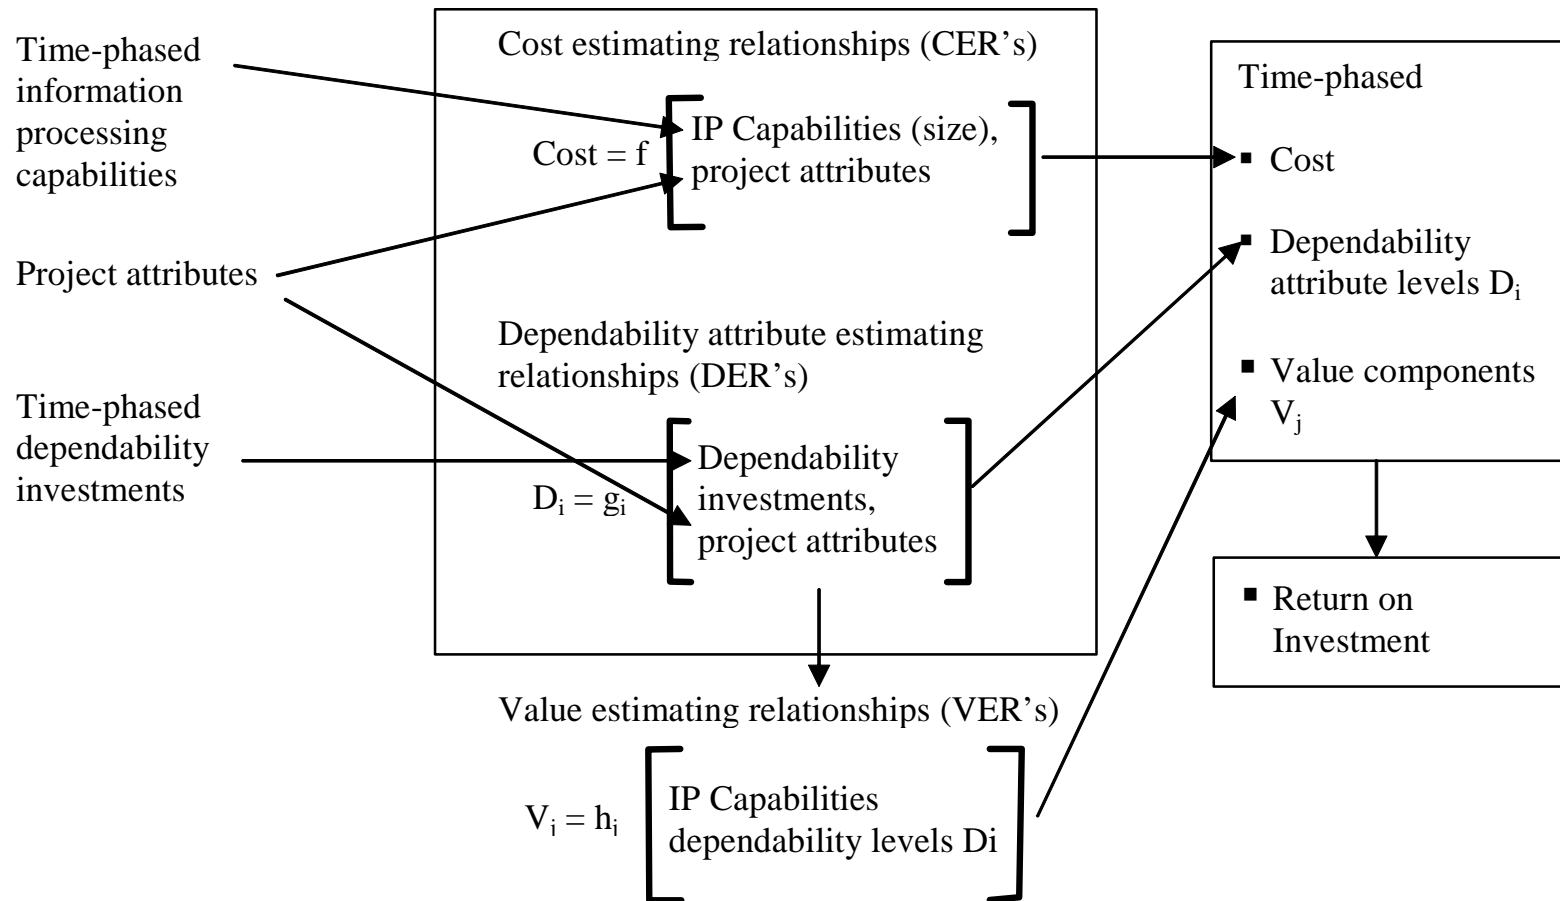 Time-phased
information
processing
capabilities
Project attributes
Time-phased
dependability
investments
Cost estimating relationships (CER’s)
Cost = f
IP Capabilities (size),
project attributes
Dependability attribute estimating
relationships (DER’s)
Di = gi
Dependability
investments,
project attributes
Value estimating relationships (VER’s)
Vj = hj
IP Capabilities
dependability levels Di
Time-phased
▪ Cost
▪ Dependability
attribute levels Di
▪ Value components
Vj
▪ Return on
Investment